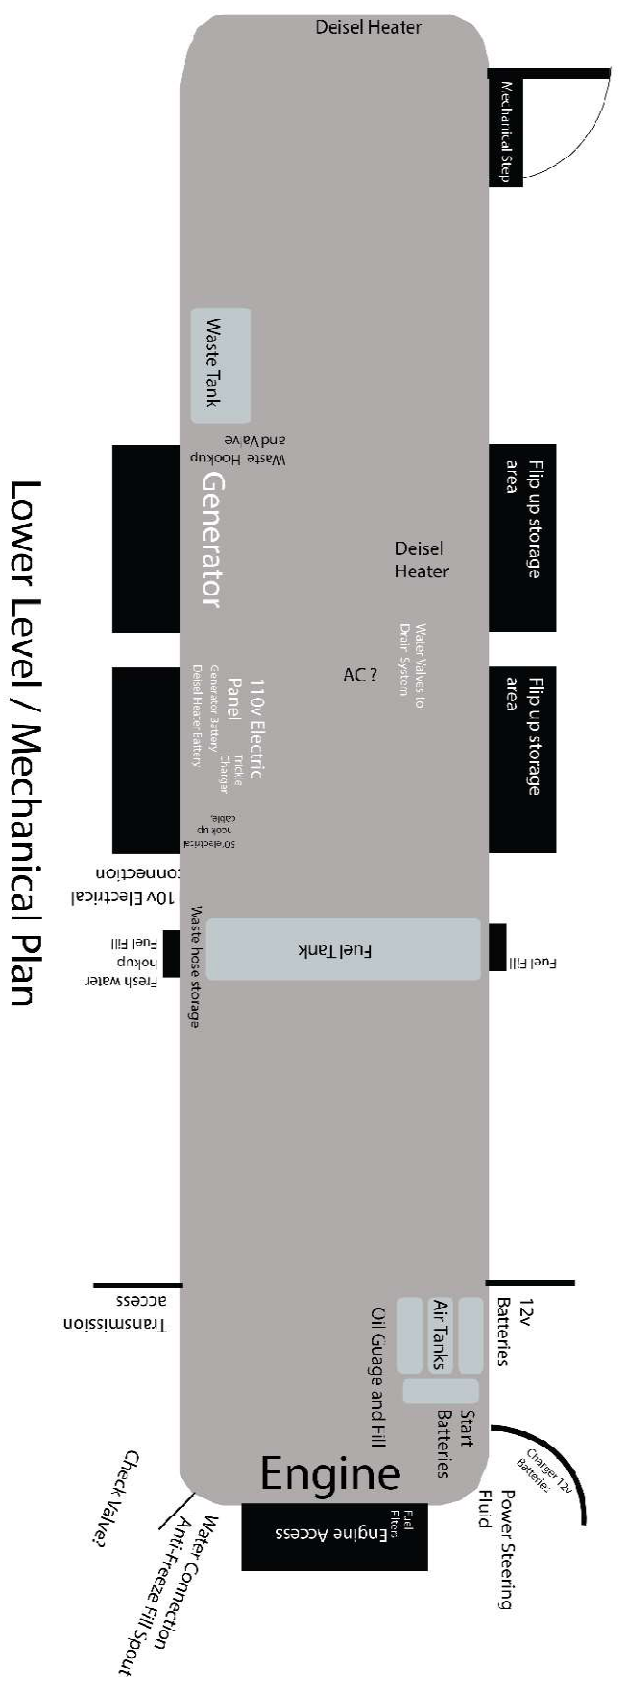 Deisel Heater
Mechanical Step
Waste Tank
Waste Hookup
and Valve
Generator
Flip up storage
area
Deisel
Heater
Water Valves to
Drain System
AC ?
110v Electric
Panel
Generator Battery
Deisel Heater Battery
Trickle
Chargar
Flip up storage
area
50' electrical
hook up
cable,
10v Electrical
connection
Waste hose storage
Fuel Tank
Fresh water
hokup
Fuel Fill
Fuel Fill
Lower Level / Mechanical Plan
Transmission
access
12v
Batteries
Air Tanks
Oil Guage and Fill
Start
Batteries
Charger 12v
Batteries
Engine
Engine Access
Fuel
Filters
Power Steering
Fluid
Check Valve?
Water Connection
Anti-Freeze Fill Spout